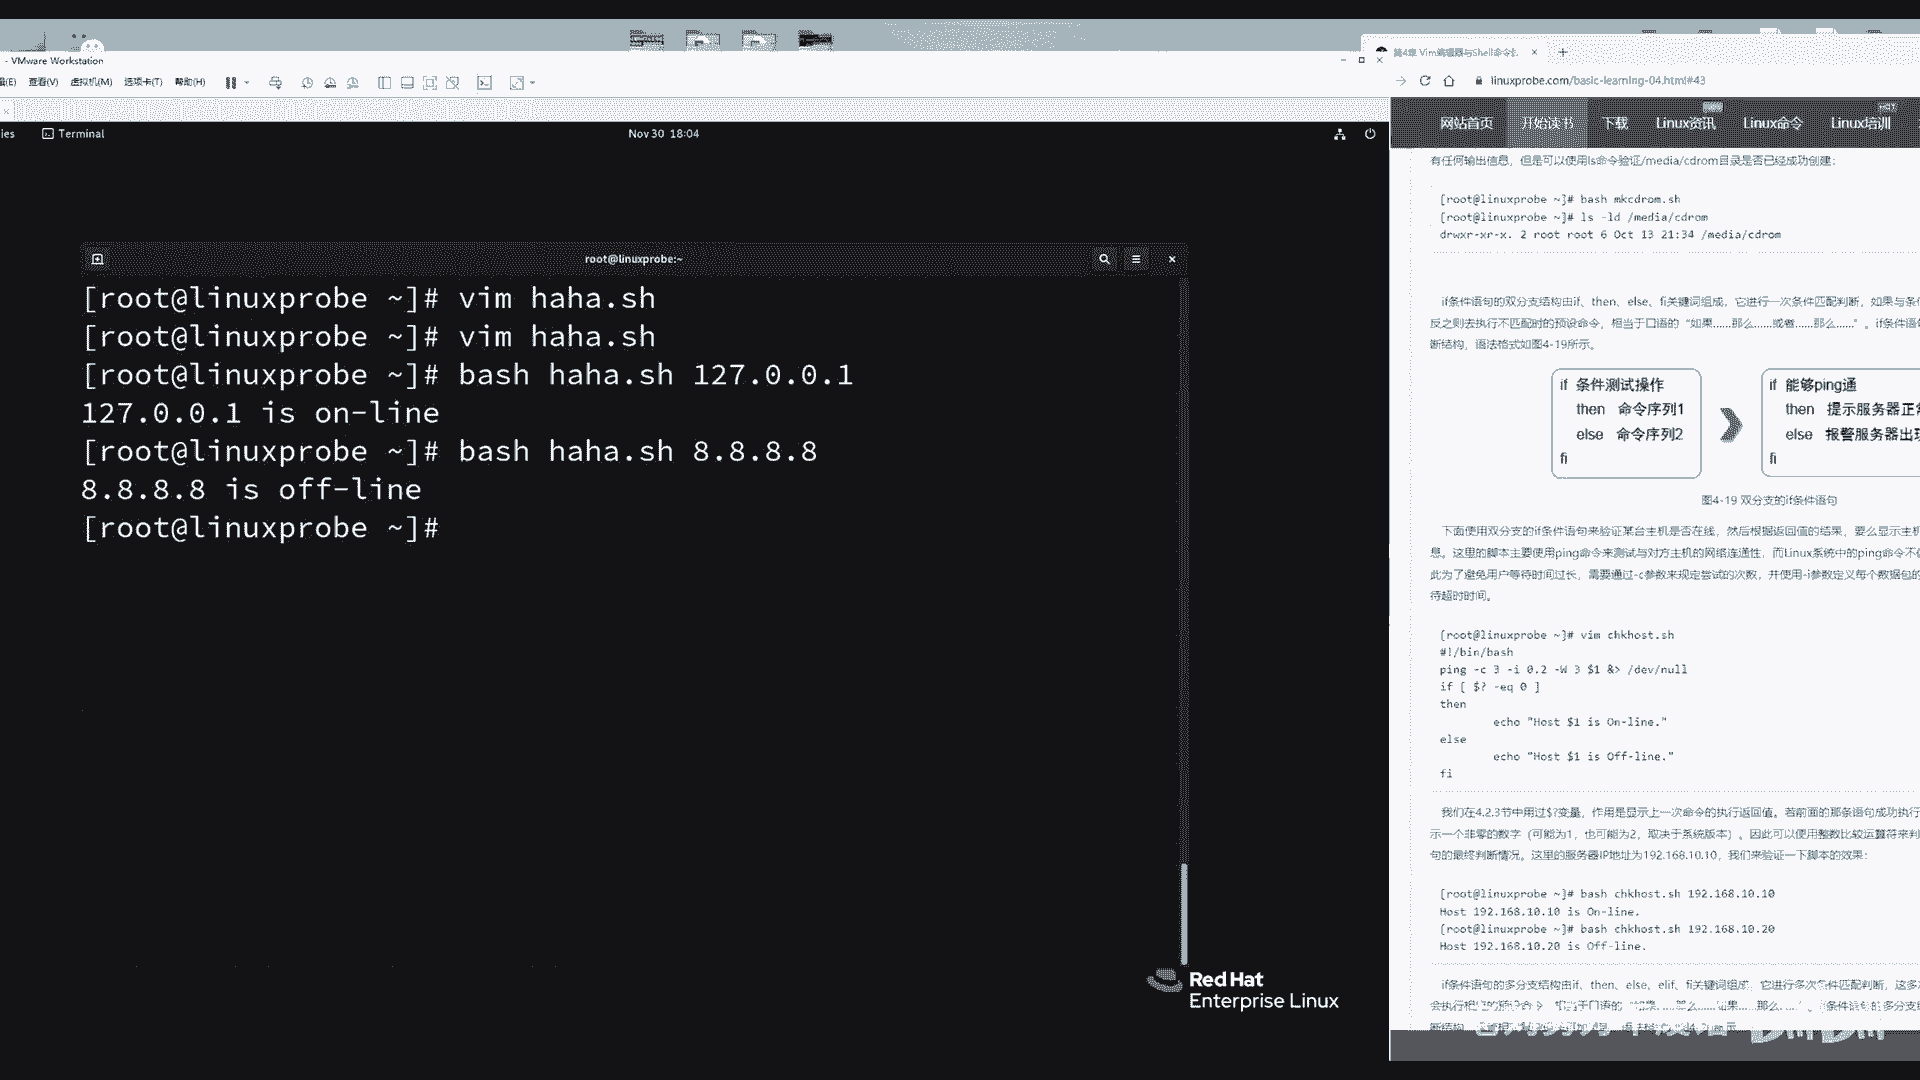 - VMware Workstation
查看(V) 虚拟机(M) 选项卡(T) 帮助(H)
ies Terminal Nov 30 18:04
root@linuxprobe:~
[root@linuxprobe ~]# vim haha.sh
[root@linuxprobe ~]# vim haha.sh
[root@linuxprobe ~]# bash haha.sh 127.0.0.1
127.0.0.1 is on-line
[root@linuxprobe ~]# bash haha.sh 8.8.8.8
8.8.8.8 is off-line
[root@linuxprobe ~]#
Red Hat
Enterprise Linux
第4章 Vim编辑器与Shell命令
linuxprobe.com/basic-learning-04.html#43
网站首页 开始读书 下载 Linux资讯 Linux命令 Linux培训
有任何输出信息，但是可以使用ls命令验证/media/cdrom目录是否已经成功创建：
[root@linuxprobe ~]# bash mkcdrom.sh
[root@linuxprobe ~]# ls -ld /media/cdrom
drwxr-xr-x. 2 root root 6 Oct 13 21:34 /media/cdrom
if条件语句的双分支结构由if、then、else、fi关键词组成，它进行一次条件匹配判断，如果与条
反之则去执行不匹配时的预设命令，相当于口语的“如果……那么……或者……那么……”。if条件语
断结构，语法格式如图4-19所示。
if 条件测试操作
then 命令序列1
else 命令序列2
fi
if 能够ping通
then 提示服务器正
else 报警服务器出
fi
图4-19 双分支的if条件语句
下面使用双分支的if条件语句来验证某台主机是否在线，然后根据返回值的结果，要么显示主机
息。这里的脚本主要使用ping命令来测试与对方主机的网络连通性，而Linux系统中的ping命令不
此为了避免用户等待时间过长，需要通过-c参数来规定尝试的次数，并使用-i参数定义每个数据包的
待超时时间。
[root@linuxprobe ~]# vim chkhost.sh
#!/bin/bash
ping -c 3 -i 0.2 -W 3 $1 &> /dev/null
if [ $? -eq 0 ]
then
echo "Host $1 is On-line."
else
echo "Host $1 is Off-line."
fi
我们在4.2.3节中用过$?变量，作用是显示上一次命令的执行返回值。若前面的那条语句成功执行
示一个非零的数字（可能为1，也可能为2，取决于系统版本）。因此可以使用整数比较运算符来判
句的最终判断情况。这里的服务器IP地址为192.168.10.10，我们来验证一下脚本的效果：
[root@linuxprobe ~]# bash chkhost.sh 192.168.10.10
Host 192.168.10.10 is On-line.
[root@linuxprobe ~]# bash chkhost.sh 192.168.10.20
Host 192.168.10.20 is Off-line.
if条件语句的多分支结构由if、then、else、elif、fi关键词组成，它进行多次条件匹配判断，这多